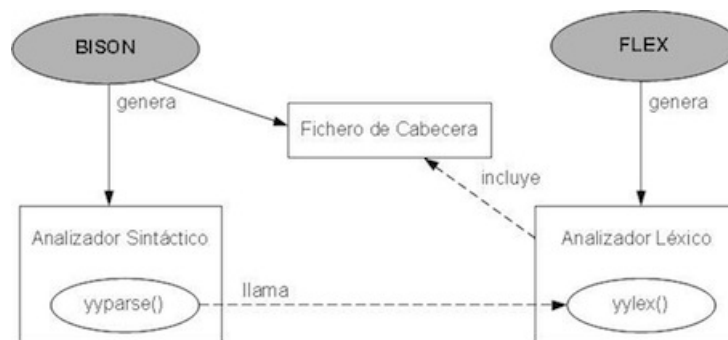 BISON
FLEX
genera
genera
Fichero de Cabecera
incluye
Analizador Sintáctico
Analizador Léxico
llama
yyparse()
yylex()